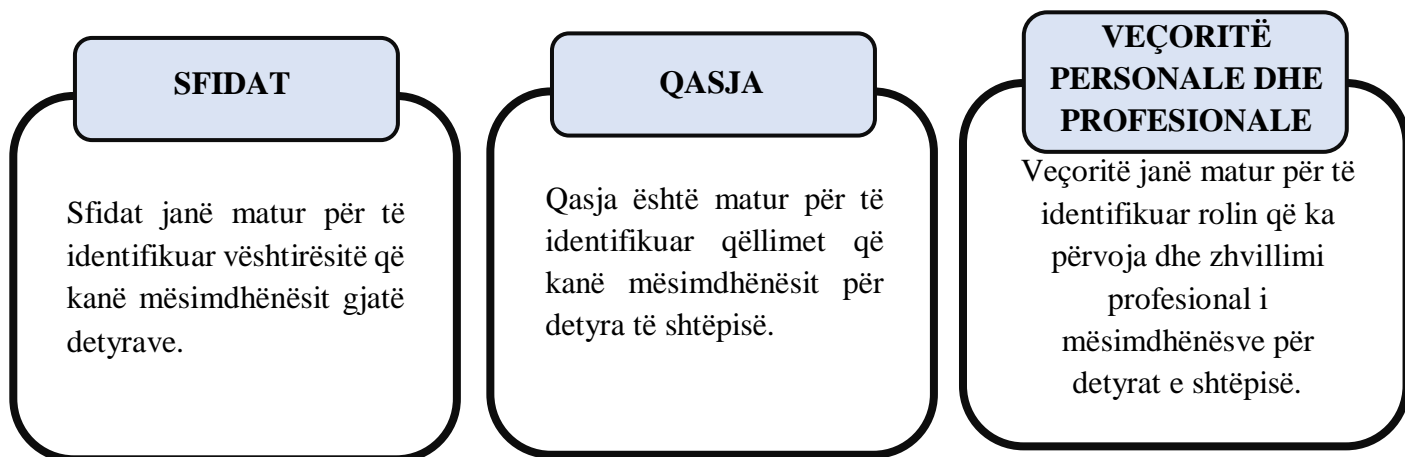 SFIDAT
Sfidat janë matur për të
identifikuar vështirësitë që
kanë mësimdhënësit gjatë
detyrave.
QASJA
Qasja është matur për të
identifikuar qëllimet që
kanë mësimdhënësit për
detyra të shtëpisë.
VEÇORITË
PERSONALE DHE
PROFESIONALE
Veçoritë janë matur për të
identifikuar rolin që ka
përvoja dhe zhvillimi
profesional i
mësimdhënësve për
detyrat e shtëpisë.